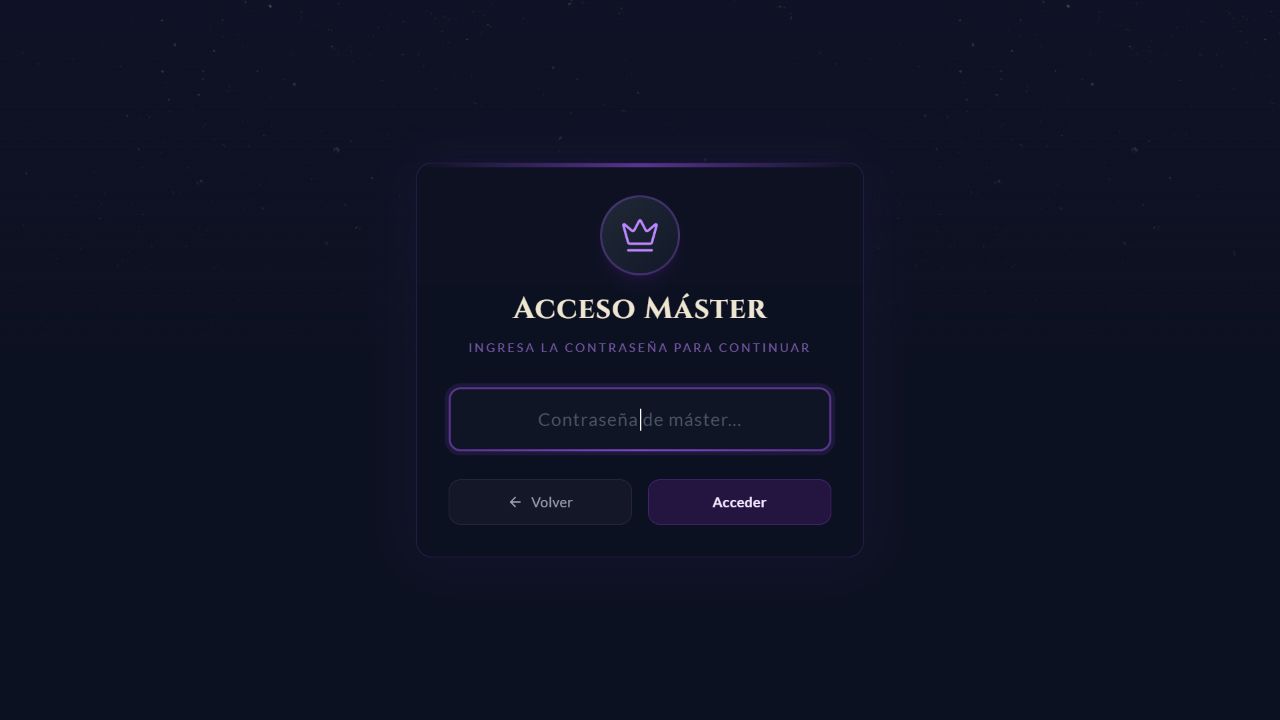 Acceso Máster
INGRESA LA CONTRASEÑA PARA CONTINUAR
Contraseña de máster...
← Volver
Acceder